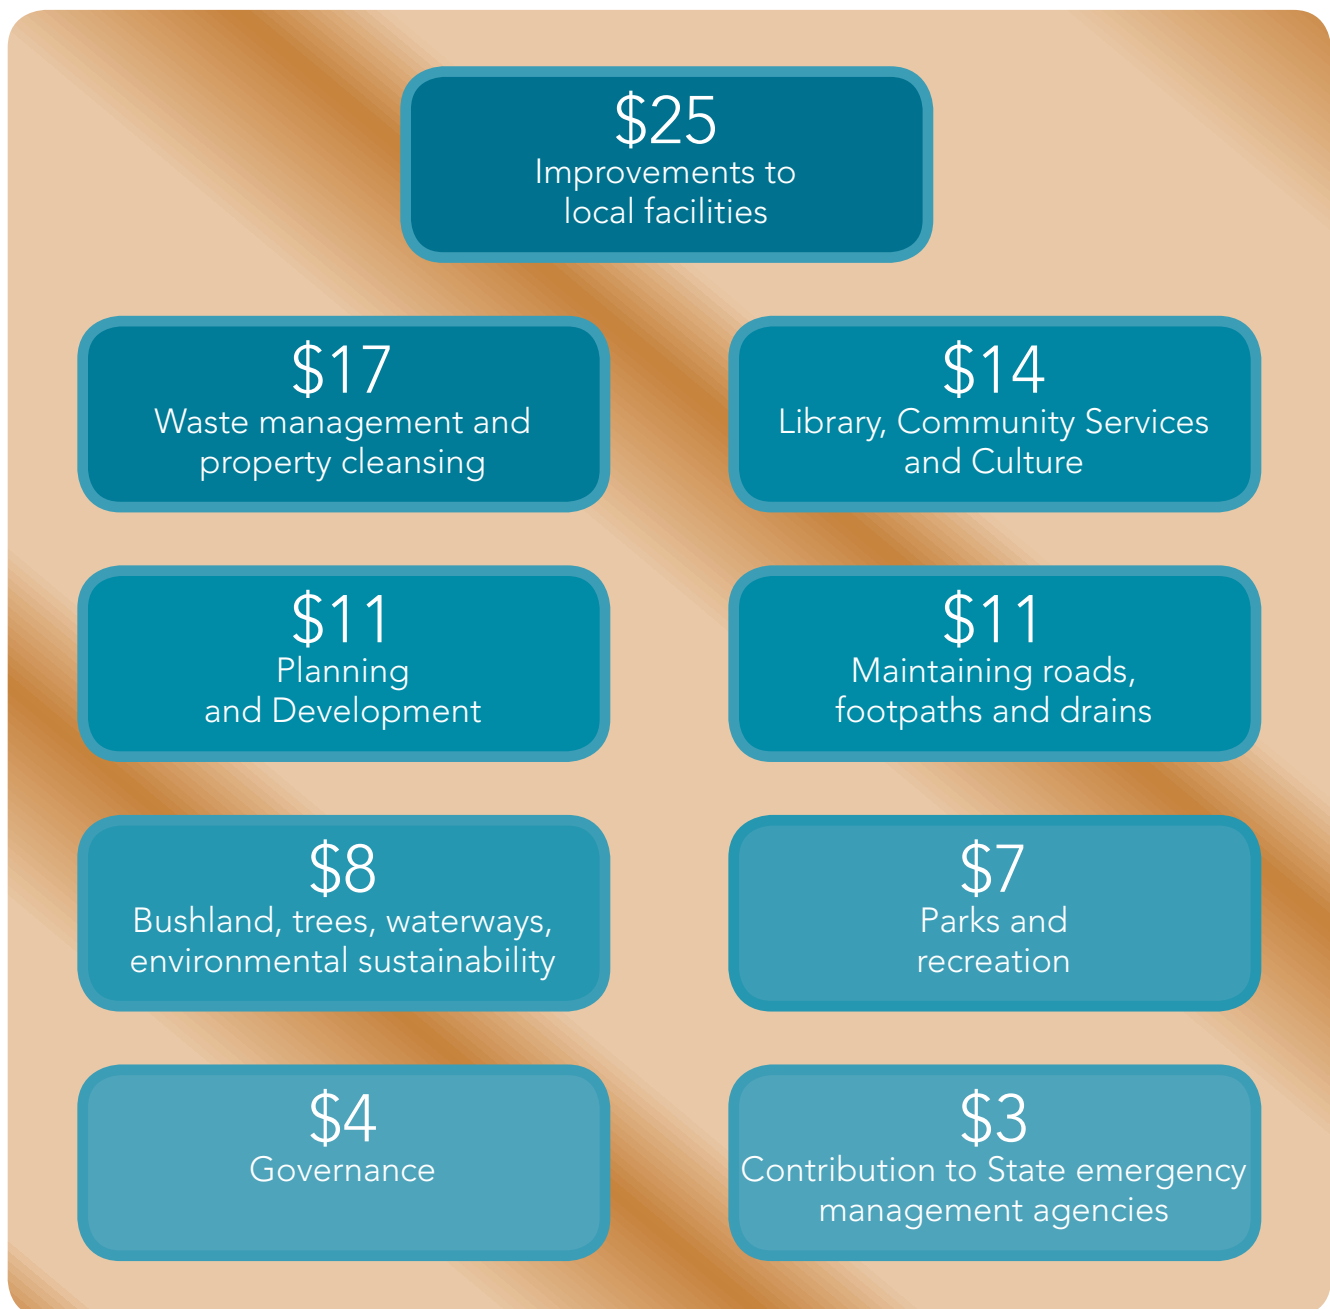 $25
Improvements to
local facilities
$17
Waste management and
property cleansing
$14
Library, Community Services
and Culture
$11
Planning
and Development
$11
Maintaining roads,
footpaths and drains
$8
Bushland, trees, waterways,
environmental sustainability
$7
Parks and
recreation
$4
Governance
$3
Contribution to State emergency
management agencies